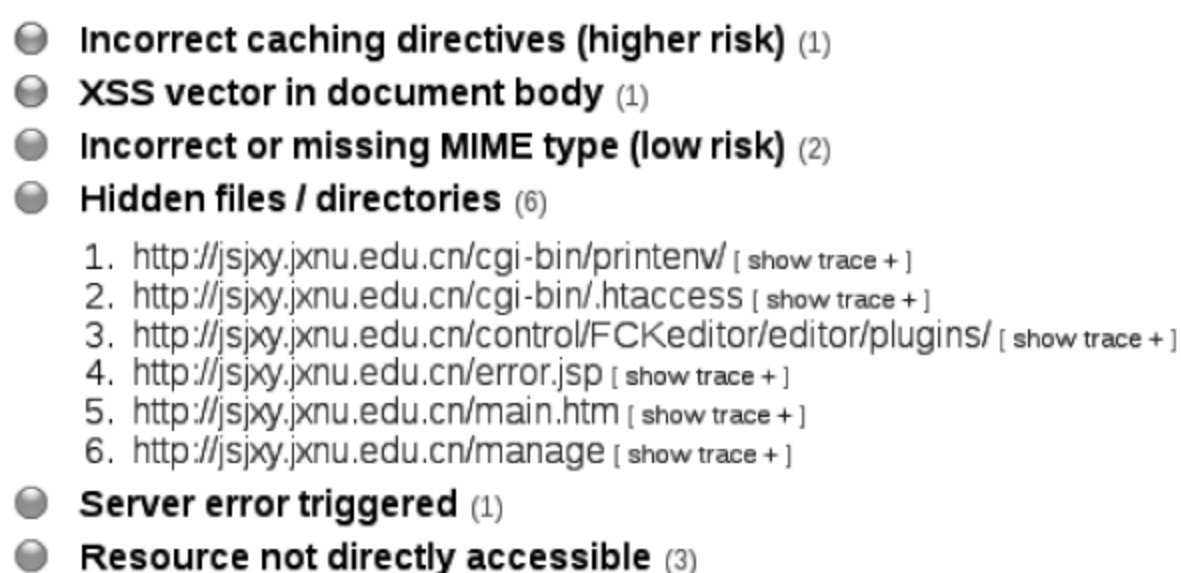 Incorrect caching directives (higher risk) (1)
XSS vector in document body (1)
Incorrect or missing MIME type (low risk) (2)
Hidden files / directories (6)
1. http://jsjxy.jxnu.edu.cn/cgi-bin/printenv/ [ show trace + ]
2. http://jsjxy.jxnu.edu.cn/cgi-bin/.htaccess [ show trace + ]
3. http://jsjxy.jxnu.edu.cn/control/FCKeditor/editor/plugins/ [ show trace + ]
4. http://jsjxy.jxnu.edu.cn/error.jsp [ show trace + ]
5. http://jsjxy.jxnu.edu.cn/main.htm [ show trace + ]
6. http://jsjxy.jxnu.edu.cn/manage [ show trace + ]
Server error triggered (1)
Resource not directly accessible (3)